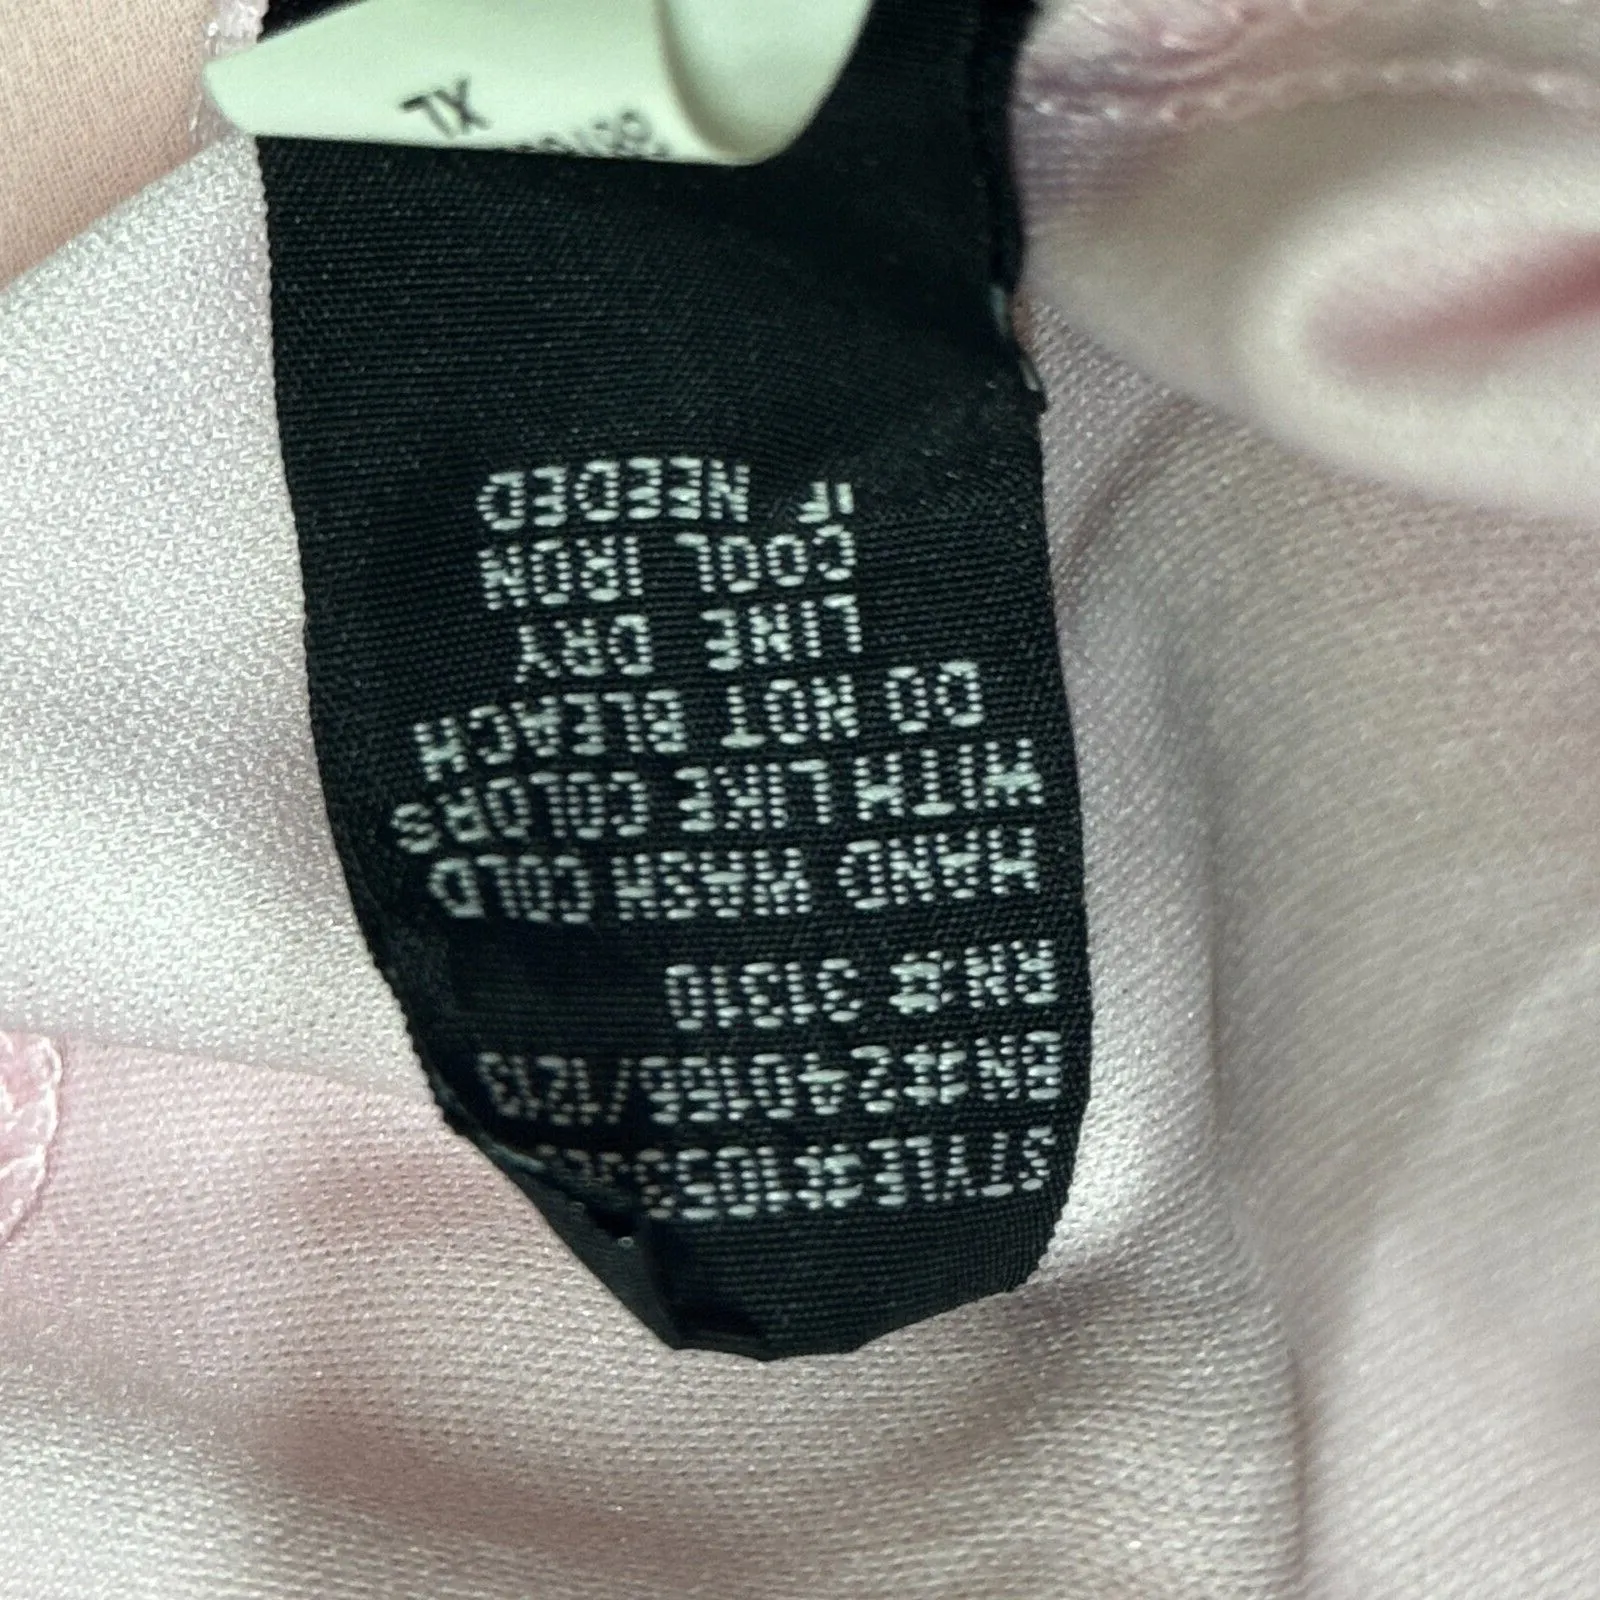 XL
STYLE#
BN #240166/1213
RN # 31310
HAND WASH COLD
WITH LIKE COLORS
DO NOT BLEACH
LINE DRY
COOL IRON
IF NEEDED